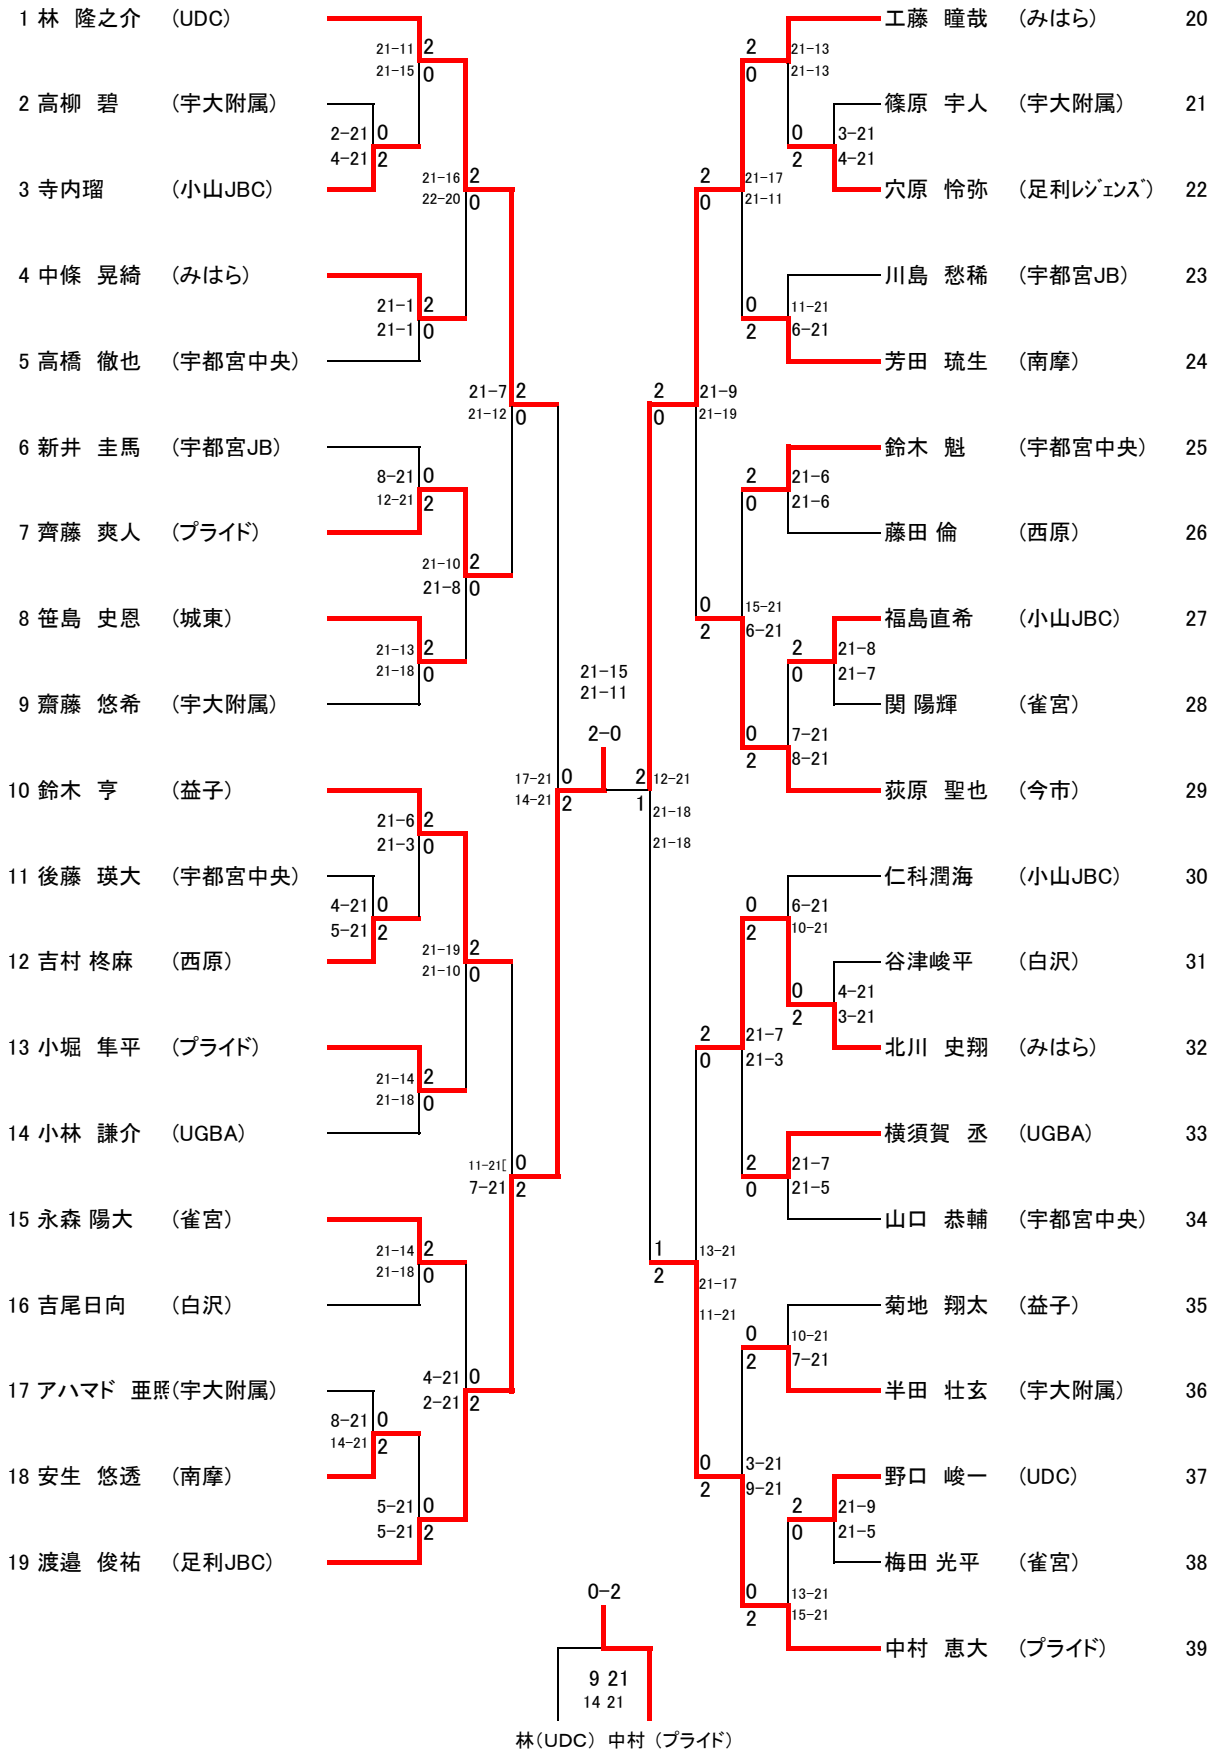 1 林 隆之介 (UDC)
21-11 2
21-15 0
2 高柳 碧 (宇大附属)
2-21 0
4-21 2
3 寺内瑠 (小山JBC)
21-16 2
22-20 0
4 中條 晃綺 (みはら)
21-1 2
21-1 0
5 高橋 徹也 (宇都宮中央)
21-7 2
21-12 0
6 新井 圭馬 (宇都宮JB)
8-21 0
12-21 2
7 齊藤 爽人 (プライド)
21-10 2
21-8 0
8 笹島 史恩 (城東)
21-13 2
21-18 0
9 齋藤 悠希 (宇大附属)
17-21 0
14-21 2
10 鈴木 亨 (益子)
21-6 2
21-3 0
11 後藤 瑛大 (宇都宮中央)
4-21 0
5-21 2
12 吉村 柊麻 (西原)
21-19 2
21-10 0
13 小堀 隼平 (プライド)
21-14 2
21-18 0
14 小林 謙介 (UGBA)
11-21[ 0
7-21 2
15 永森 陽大 (雀宮)
21-14 2
21-18 0
16 吉尾日向 (白沢)
4-21 0
2-21 2
17 アハマド 亜照(宇大附属)
8-21 0
14-21 2
18 安生 悠透 (南摩)
5-21 0
5-21 2
19 渡邉 俊祐 (足利JBC)
21-15
21-11
2-0
工藤 瞳哉 (みはら) 20
2 21-13
0 21-13
篠原 宇人 (宇大附属) 21
0 3-21
2 4-21
穴原 怜弥 (足利レジェンズ) 22
2 21-17
0 21-11
川島 愁稀 (宇都宮JB) 23
0 11-21
2 6-21
芳田 琉生 (南摩) 24
2 21-9
0 21-19
鈴木 魁 (宇都宮中央) 25
2 21-6
0 21-6
藤田 倫 (西原) 26
0 15-21
2 6-21
福島直希 (小山JBC) 27
2 21-8
0 21-7
関 陽輝 (雀宮) 28
0 7-21
2 8-21
荻原 聖也 (今市) 29
2 12-21
1 21-18
21-18
仁科潤海 (小山JBC) 30
0 6-21
2 10-21
谷津峻平 (白沢) 31
0 4-21
2 3-21
北川 史翔 (みはら) 32
2 21-7
0 21-3
横須賀 丞 (UGBA) 33
2 21-7
0 21-5
山口 恭輔 (宇都宮中央) 34
1 13-21
2 21-17
11-21
菊地 翔太 (益子) 35
0 10-21
2 7-21
半田 壮玄 (宇大附属) 36
0 3-21
2 9-21
野口 峻一 (UDC) 37
2 21-9
0 21-5
梅田 光平 (雀宮) 38
0 13-21
2 15-21
中村 恵大 (プライド) 39
0-2
9 21
14 21
林(UDC) 中村 (プライド)